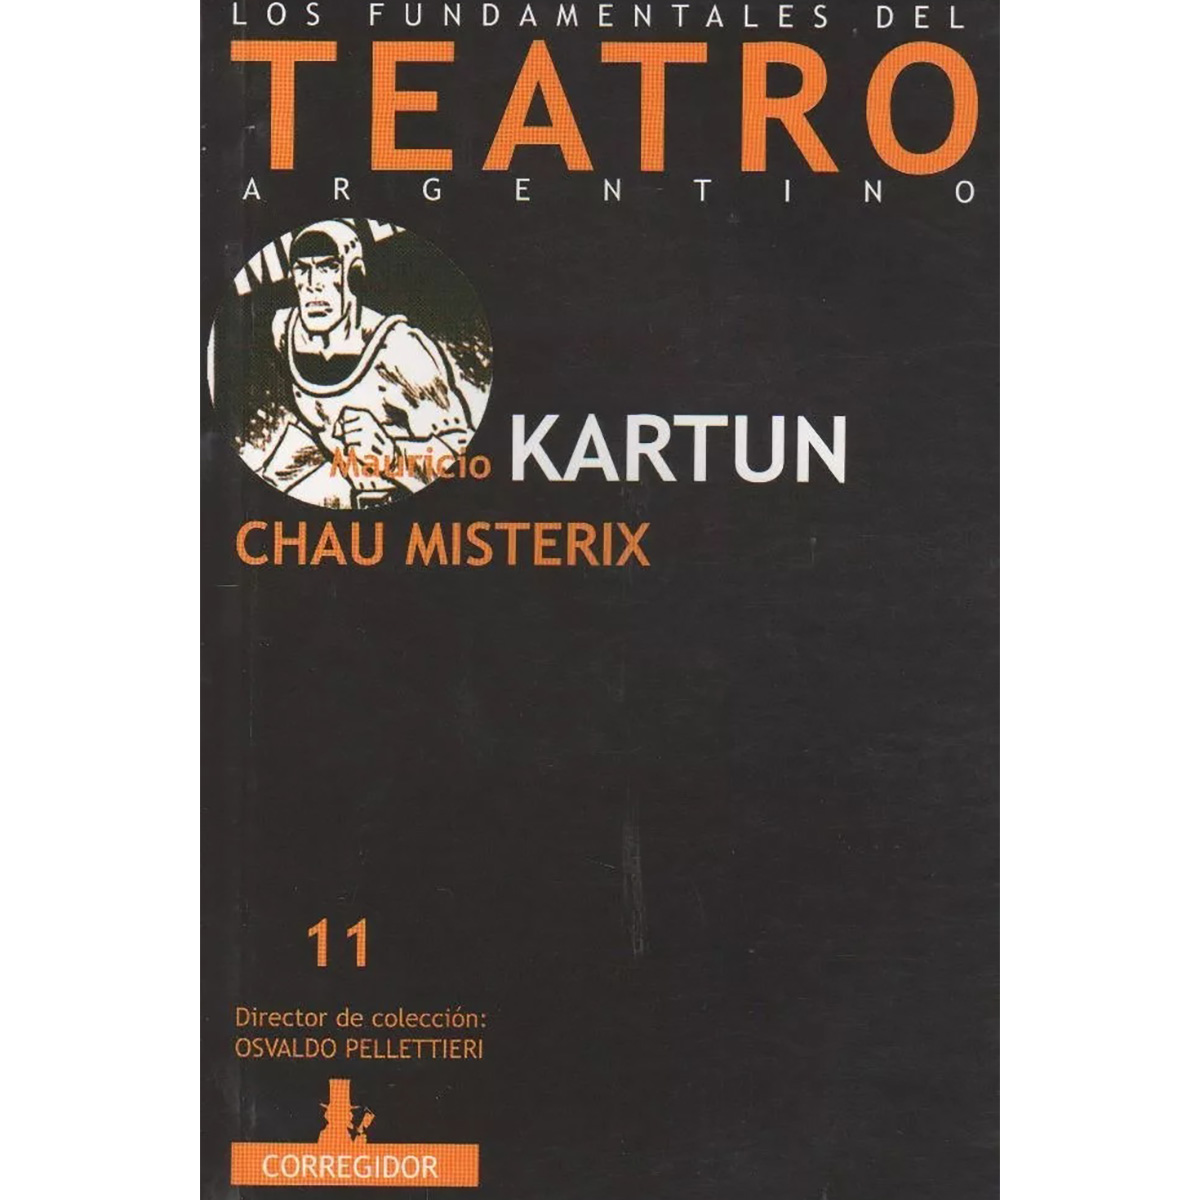 LOS FUNDAMENTALES DEL
TEATRO
ARGENTINO
Mauricio KARTUN
CHAU MISTERIX
11
Director de colección:
OSVALDO PELLETTIERI
CORREGIDOR